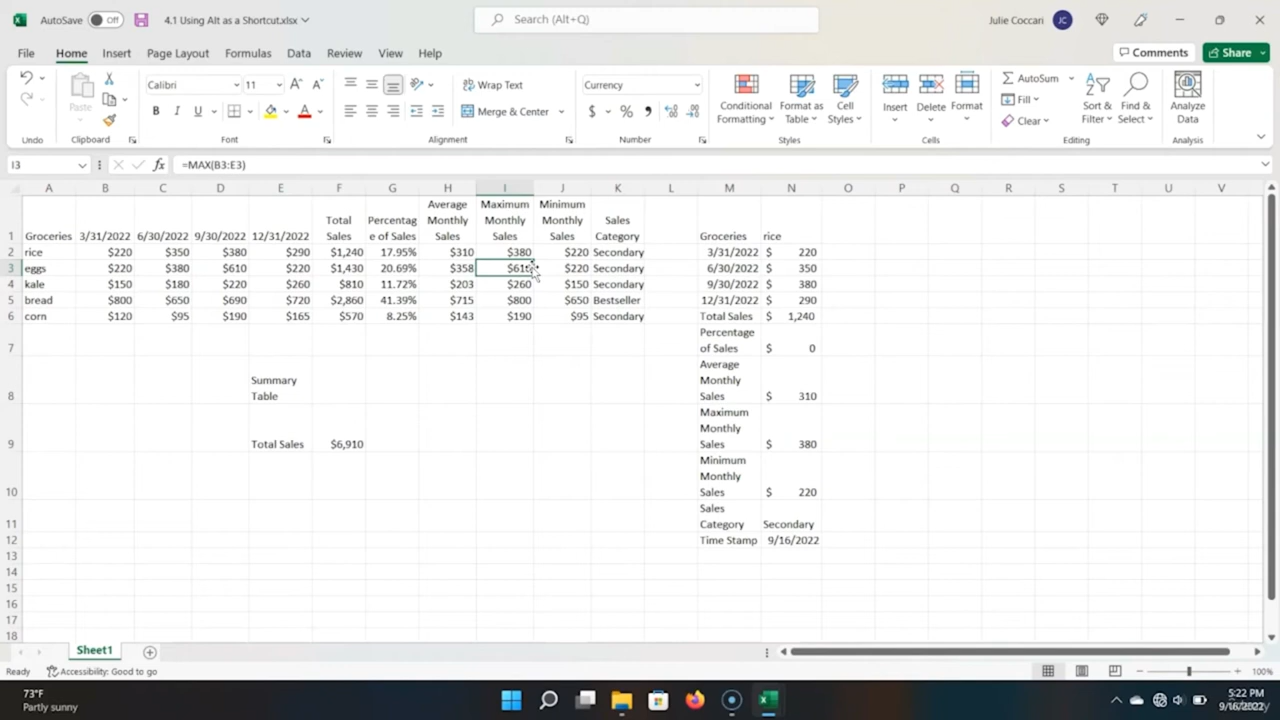 AutoSave Off 4.1 Using Alt as a Shortcut.xlsx Search (Alt+Q) Julie Coccari JC
File Home Insert Page Layout Formulas Data Review View Help Comments Share
Paste Calibri 11 A A Wrap Text Currency Conditional Formatting Format as Table Cell Styles Insert Delete Format AutoSum Fill Clear Sort & Filter Find & Select Analyze Data
B I U A Merge & Center $ %
Undo Clipboard Font Alignment Number Styles Cells Editing Analysis
I3 fx =MAX(B3:E3)
A B C D E F G H I J K L M N O P Q R S T U V
1 Groceries 3/31/2022 6/30/2022 9/30/2022 12/31/2022 Total Sales Percentag e of Sales Average Monthly Sales Maximum Monthly Sales Minimum Monthly Sales Sales Category Groceries rice
2 rice $220 $350 $380 $290 $1,240 17.95% $310 $380 $220 Secondary 3/31/2022 $ 220
3 eggs $220 $380 $610 $220 $1,430 20.69% $358 $610 $220 Secondary 6/30/2022 $ 350
4 kale $150 $180 $220 $260 $810 11.72% $203 $260 $150 Secondary 9/30/2022 $ 380
5 bread $800 $650 $690 $720 $2,860 41.39% $715 $800 $650 Bestseller 12/31/2022 $ 290
6 corn $120 $95 $190 $165 $570 8.25% $143 $190 $95 Secondary Total Sales $ 1,240
7 Percentage of Sales $ 0
8 Summary Table Average Monthly Sales $ 310
9 Total Sales $6,910 Maximum Monthly Sales $ 380
10 Minimum Monthly Sales $ 220
11 Sales Category Secondary
12 Time Stamp 9/16/2022
13
14
15
16
17
18
Sheet1
Ready Accessibility: Good to go 100%
73°F
Partly sunny
5:22 PM
9/16/2022